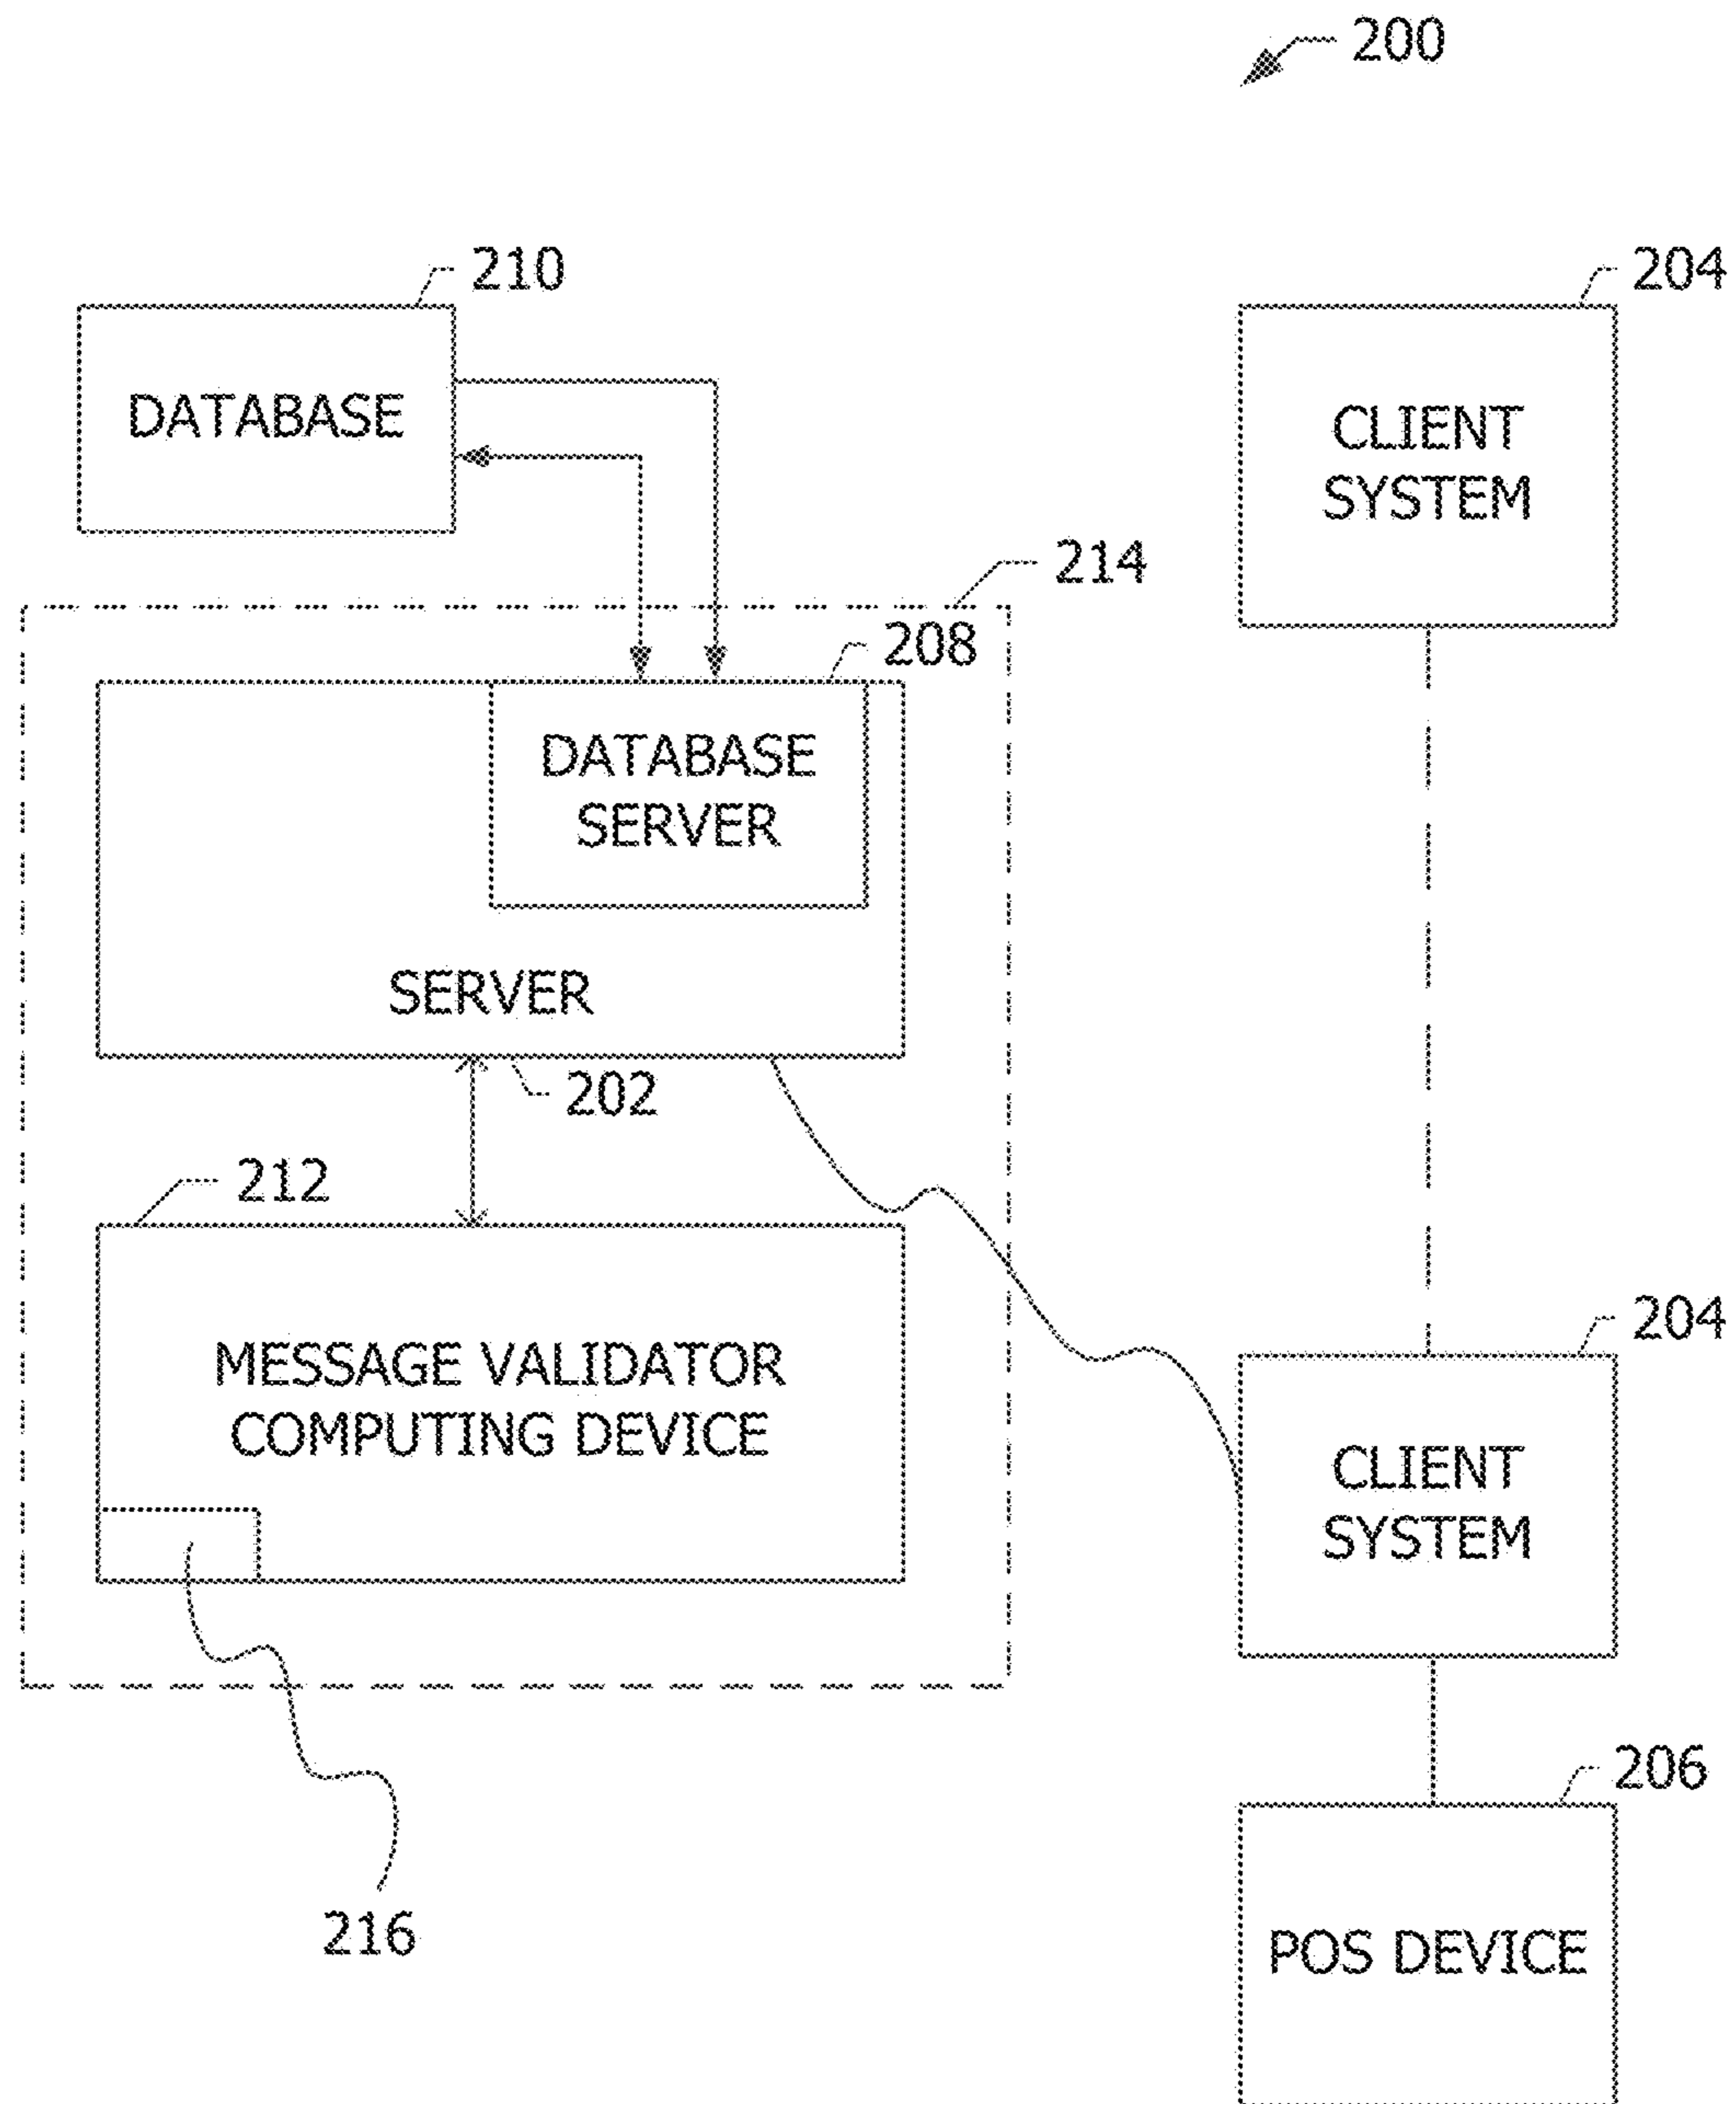 200
210
204
DATABASE
CLIENT
SYSTEM
214
208
DATABASE
SERVER
SERVER
202
212
204
MESSAGE VALIDATOR
COMPUTING DEVICE
CLIENT
SYSTEM
206
216
POS DEVICE